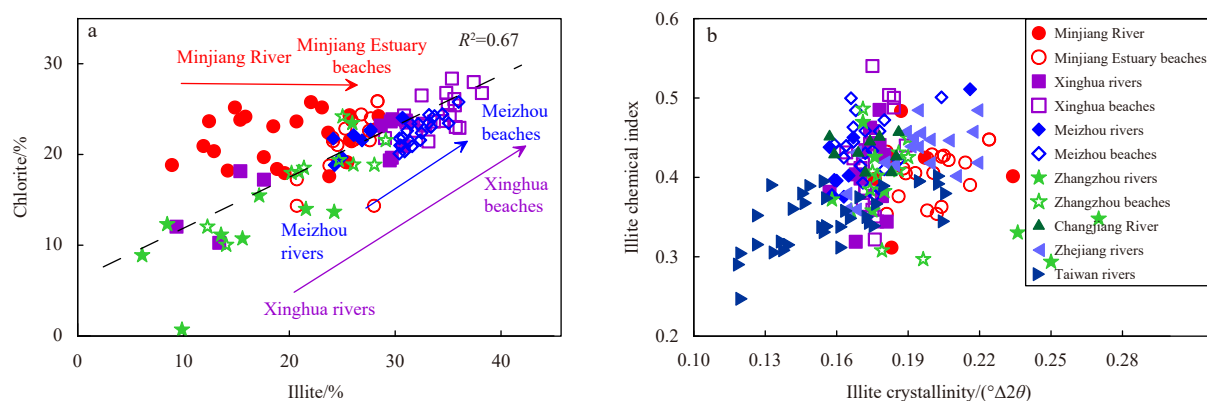 a
Minjiang River
Minjiang Estuary
beaches
R²=0.67
Meizhou
beaches
Xinghua
beaches
Meizhou
rivers
Xinghua rivers
30
20
10
0
0
10
20
30
40
Chlorite/%
Illite/%
b
0.6
0.5
0.4
0.3
0.2
0.10
0.13
0.16
0.19
0.22
0.25
0.28
Illite chemical index
Illite crystallinity/(°Δ2θ)
Minjiang River
Minjiang Estuary beaches
Xinghua rivers
Xinghua beaches
Meizhou rivers
Meizhou beaches
Zhangzhou rivers
Zhangzhou beaches
Changjiang River
Zhejiang rivers
Taiwan rivers